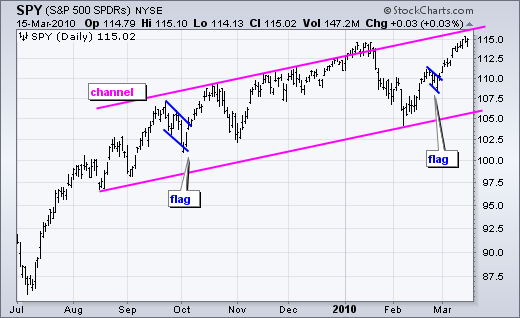 SPY (S&P 500 SPDRs) NYSE
© StockCharts.com
15-Mar-2010 Op 114.79 Hi 115.10 Lo 114.13 Cl 115.02 Vol 147.2M Chg +0.03 (+0.03%)
SPY (Daily) 115.02
channel
flag
flag
115.0
112.5
110.0
107.5
105.0
102.5
100.0
97.5
95.0
92.5
90.0
87.5
Jul Aug Sep Oct Nov Dec 2010 Feb Mar